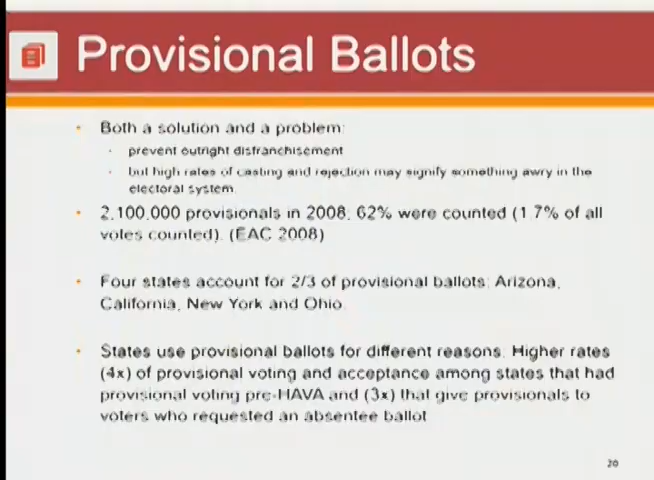 Provisional Ballots
• Both a solution and a problem:
• prevent outright disfranchisement
• but high rates of casting and rejection may signify something awry in the
electoral system
• 2,100,000 provisionals in 2008, 62% were counted (1.7% of all
votes counted). (EAC 2008)
• Four states account for 2/3 of provisional ballots: Arizona,
California, New York and Ohio.
• States use provisional ballots for different reasons. Higher rates
(4x) of provisional voting and acceptance among states that had
provisional voting pre-HAVA and (3x) that give provisionals to
voters who requested an absentee ballot
20